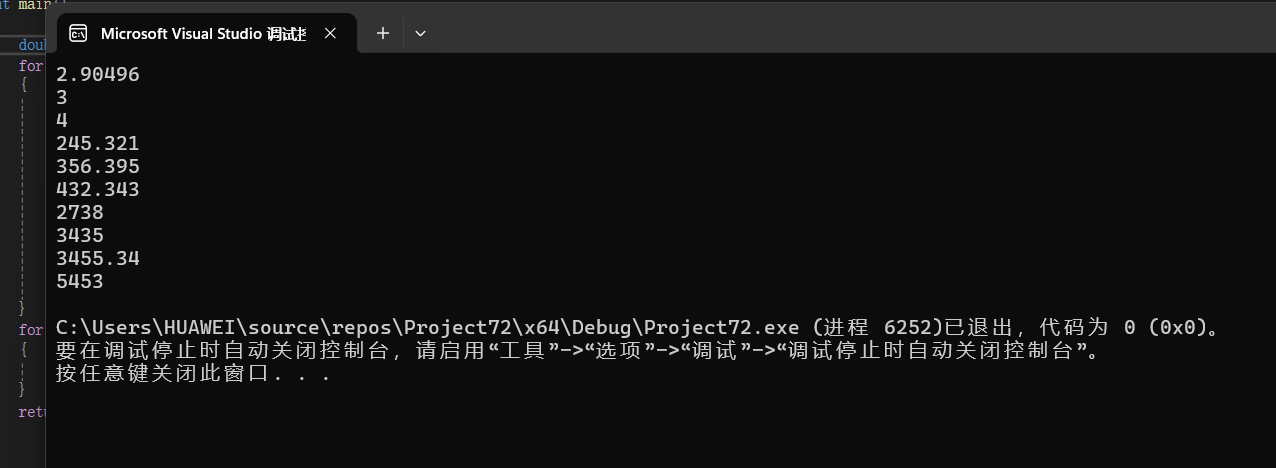 main()
Microsoft Visual Studio 调试
for
{
}
for
{
}
2.90496
3
4
245.321
356.395
432.343
2738
3435
3455.34
5453
C:\Users\HUAWEI\source\repos\Project72\x64\Debug\Project72.exe (进程 6252)已退出，代码为 0 (0x0)。
要在调试停止时自动关闭控制台，请启用“工具”->“选项”->“调试”->“调试停止时自动关闭控制台”。
按任意键关闭此窗口. . .